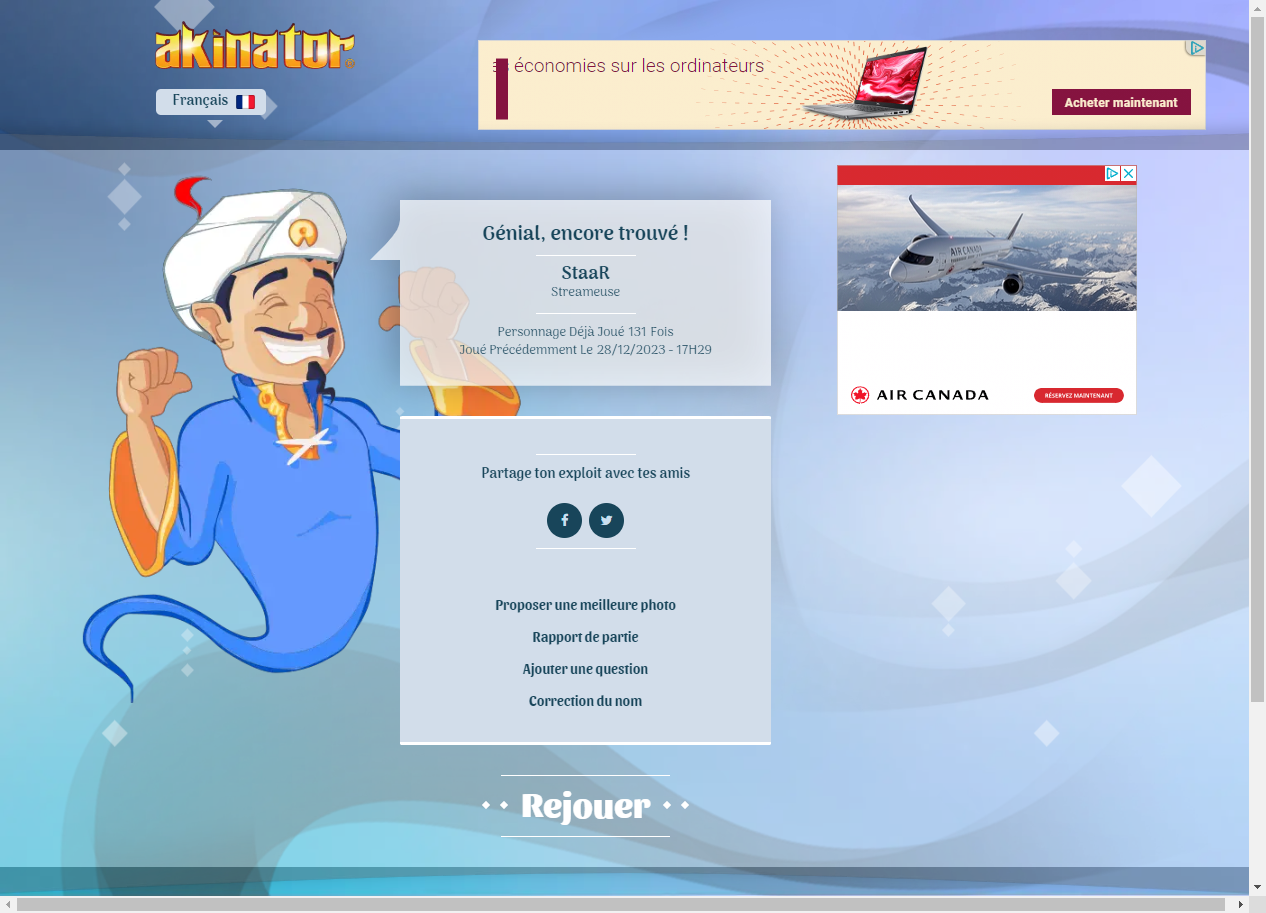 akinator
Français
économies sur les ordinateurs
Acheter maintenant
Génial, encore trouvé !
StaaR
Streameuse
Personnage Déjà Joué 131 Fois
Joué Précédemment Le 28/12/2023 - 17H29
AIR CANADA
AIR CANADA
RÉSERVEZ MAINTENANT
Partage ton exploit avec tes amis
Proposer une meilleure photo
Rapport de partie
Ajouter une question
Correction du nom
Rejouer